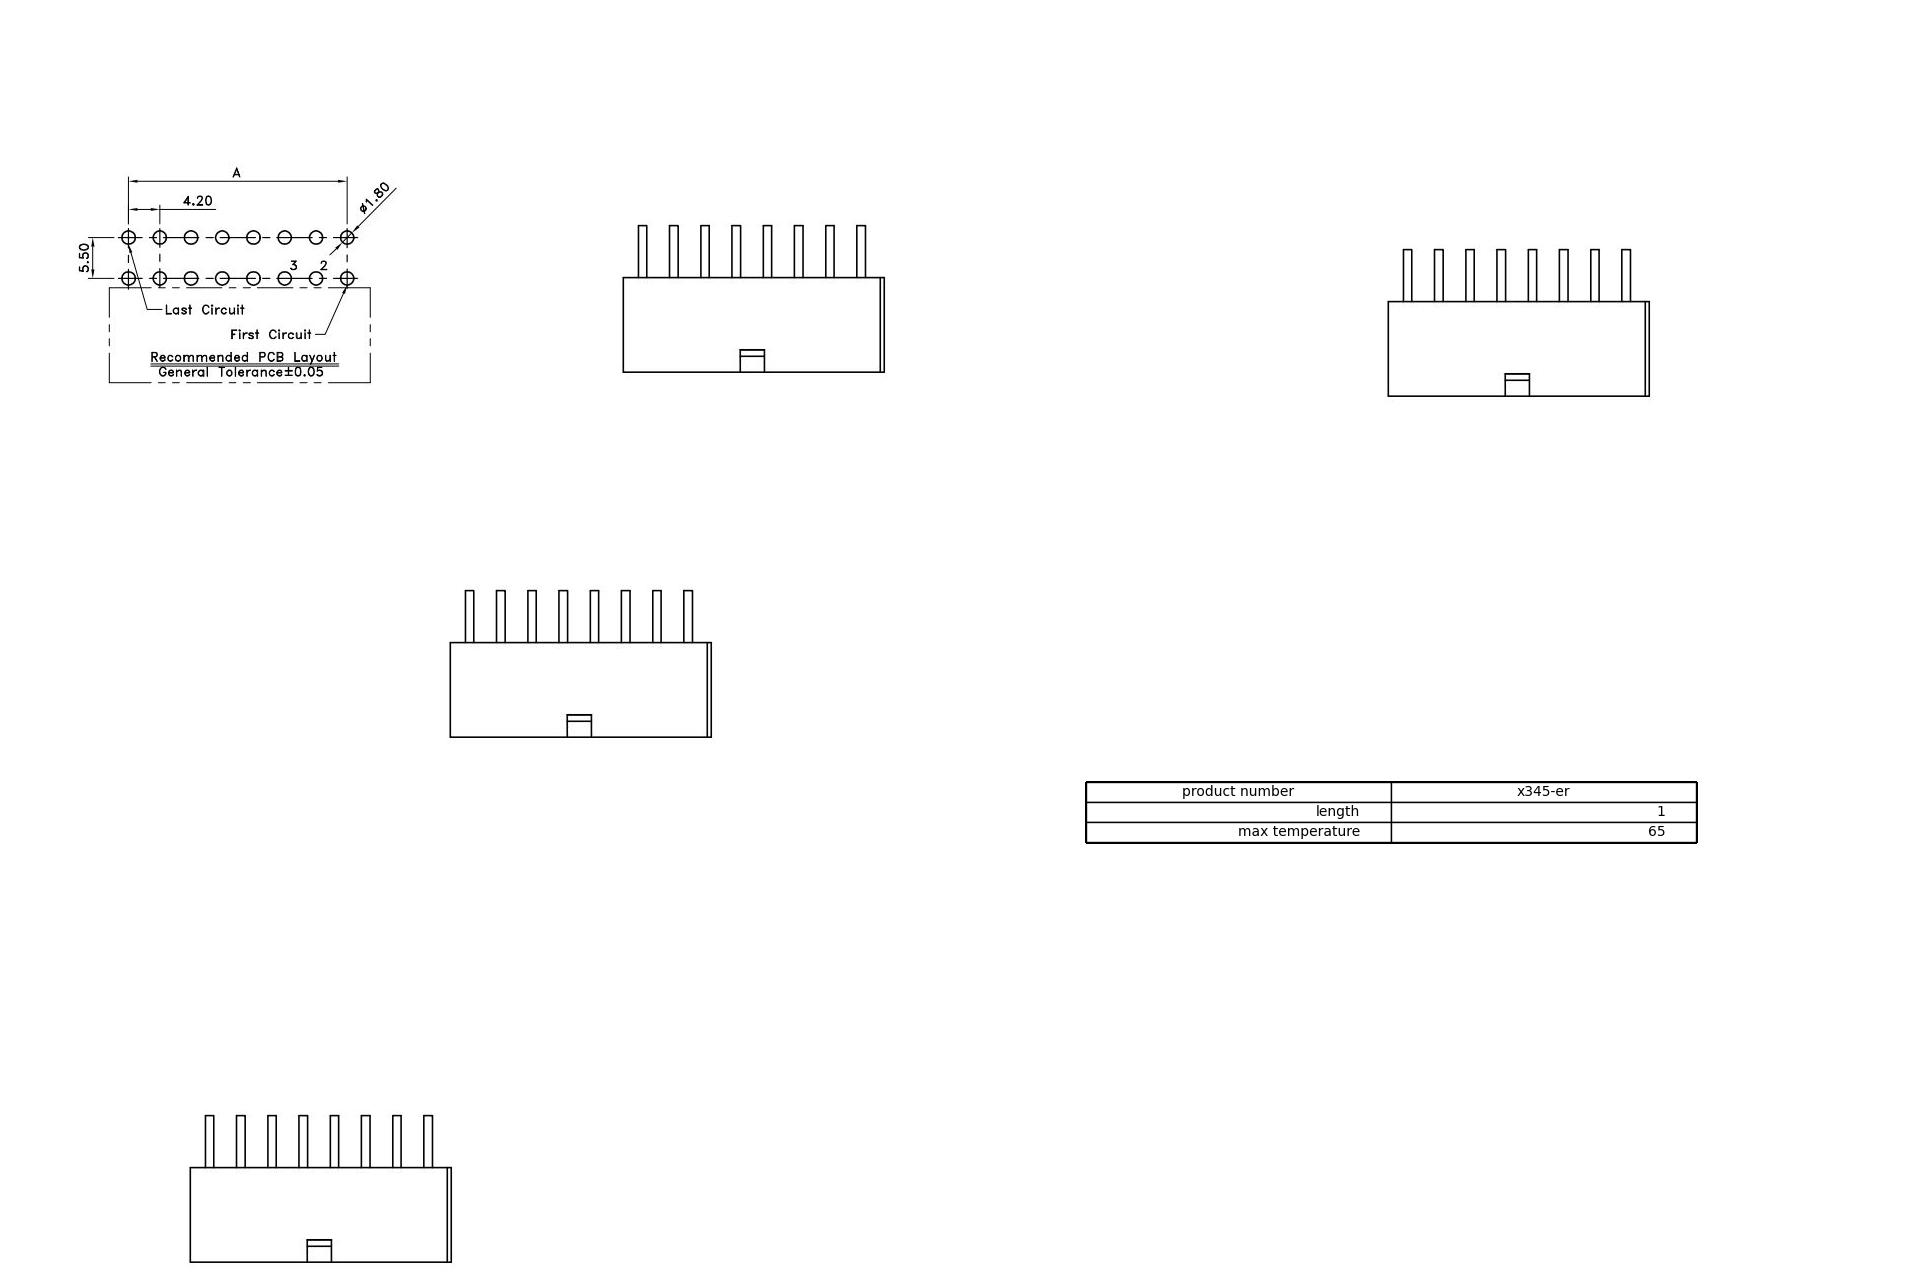 A
4.20
ø1.80
5.50
3 2
Last Circuit
First Circuit
Recommended PCB Layout
General Tolerance±0.05
product number x345-er
length 1
max temperature 65